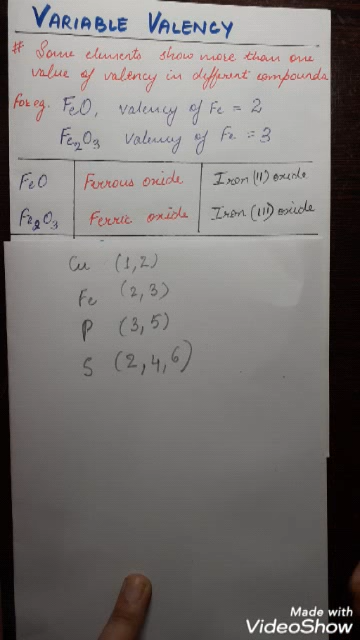 VARIABLE VALENCY
# Some elements show more than one
value of valency in different compounds
For eg. FeO, valency of Fe = 2
Fe2O3 Valency of Fe = 3
FeO Ferrous oxide Iron (II) oxide
Fe2O3 Ferric oxide Iron (III) oxide
Cu (1,2)
Fe (2,3)
P (3,5)
S (2,4,6)
Made with
VideoShow